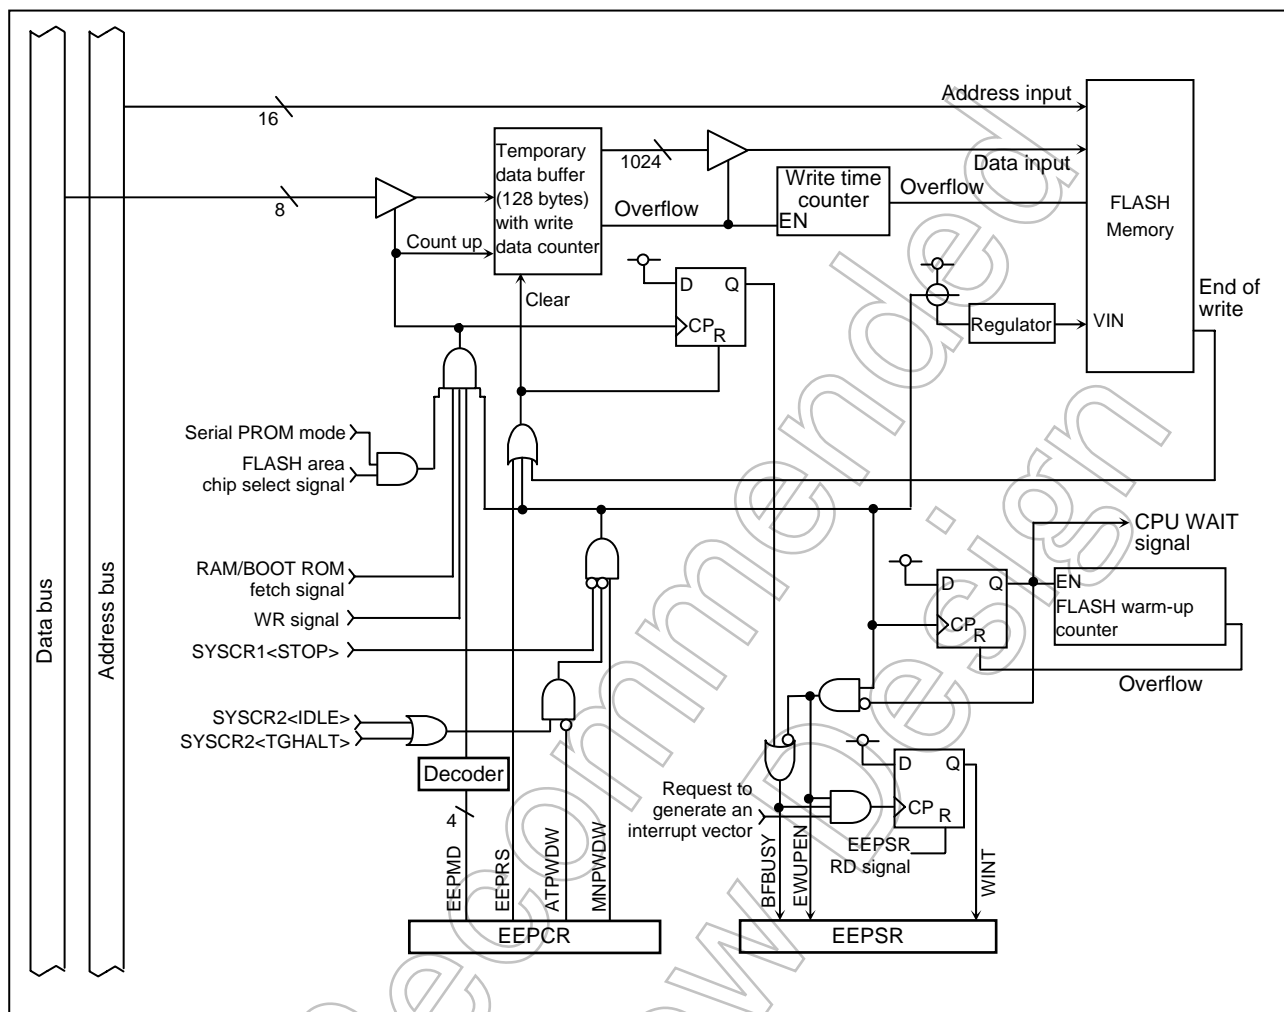 Data bus
Address bus
16
Address input
Temporary
data buffer
(128 bytes)
with write
data counter
1024
Data input
8
Write time
counter
EN
Overflow
Overflow
FLASH
Memory
Count up
Clear
D
Q
CP
R
Regulator
VIN
End of
write
Serial PROM mode
FLASH area
chip select signal
RAM/BOOT ROM
fetch signal
WR signal
SYSCR1<STOP>
SYSCR2<IDLE>
SYSCR2<TGHALT>
CPU WAIT
signal
D
Q
CP
R
EN
FLASH warm-up
counter
Overflow
Decoder
4
Request to
generate an
interrupt vector
D
Q
CP
R
EEPSR
RD signal
EEPMD
EEPRS
ATPWDW
MNPWDW
BFBUSY
EWUPEN
WINT
EEPCR
EEPSR
ecommended
w Design